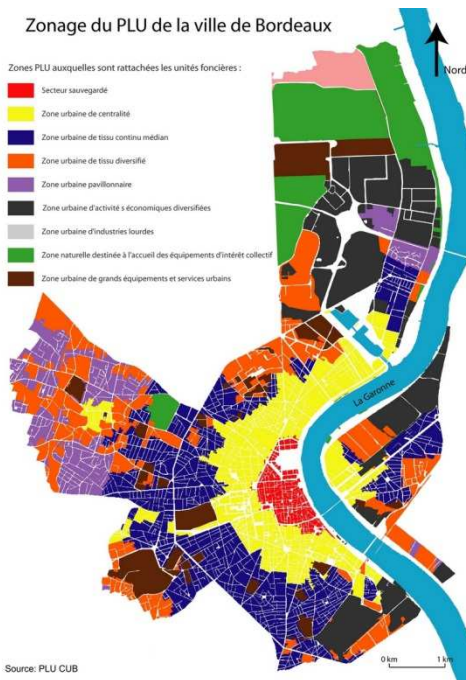 Zonage du PLU de la ville de Bordeaux
Nord
Zones PLU auxquelles sont rattachées les unités foncières :
Secteur sauvegardé
Zone urbaine de centralité
Zone urbaine de tissu continu médian
Zone urbaine de tissu diversifié
Zone urbaine pavillonnaire
Zone urbaine d'activité s économiques diversifiées
Zone urbaine d'industries lourdes
Zone naturelle destinée à l'accueil des équipements d'intérêt collectif
Zone urbaine de grands équipements et services urbains
La Garonne
Source: PLU CUB
0 km 1 km